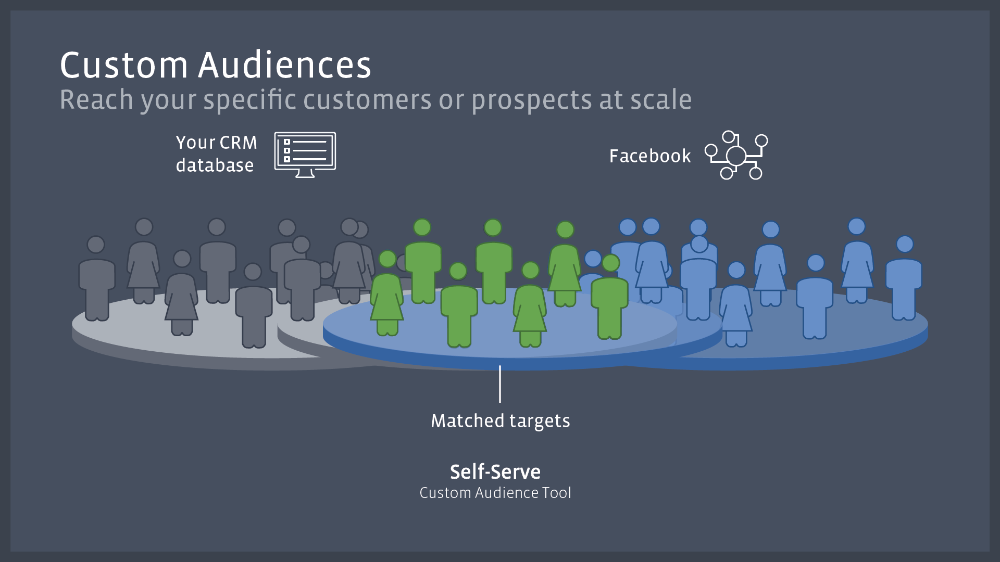 Custom Audiences
Reach your specific customers or prospects at scale
Your CRM
database
Facebook
Matched targets
Self-Serve
Custom Audience Tool